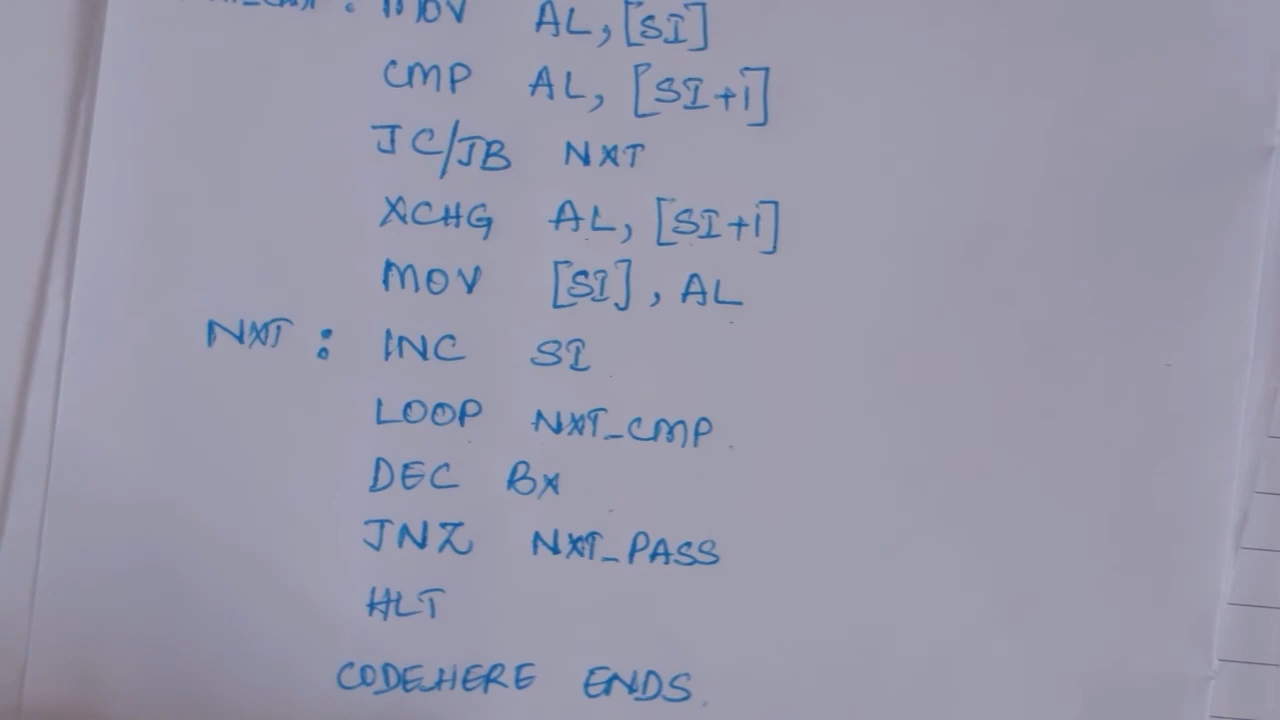 : MOV AL, [SI]
CMP AL, [SI+1]
JC/JB NXT
XCHG AL, [SI+1]
MOV [SI], AL
NXT : INC SI
LOOP NXT_CMP
DEC BX
JNZ NXT_PASS
HLT
CODEHERE ENDS.